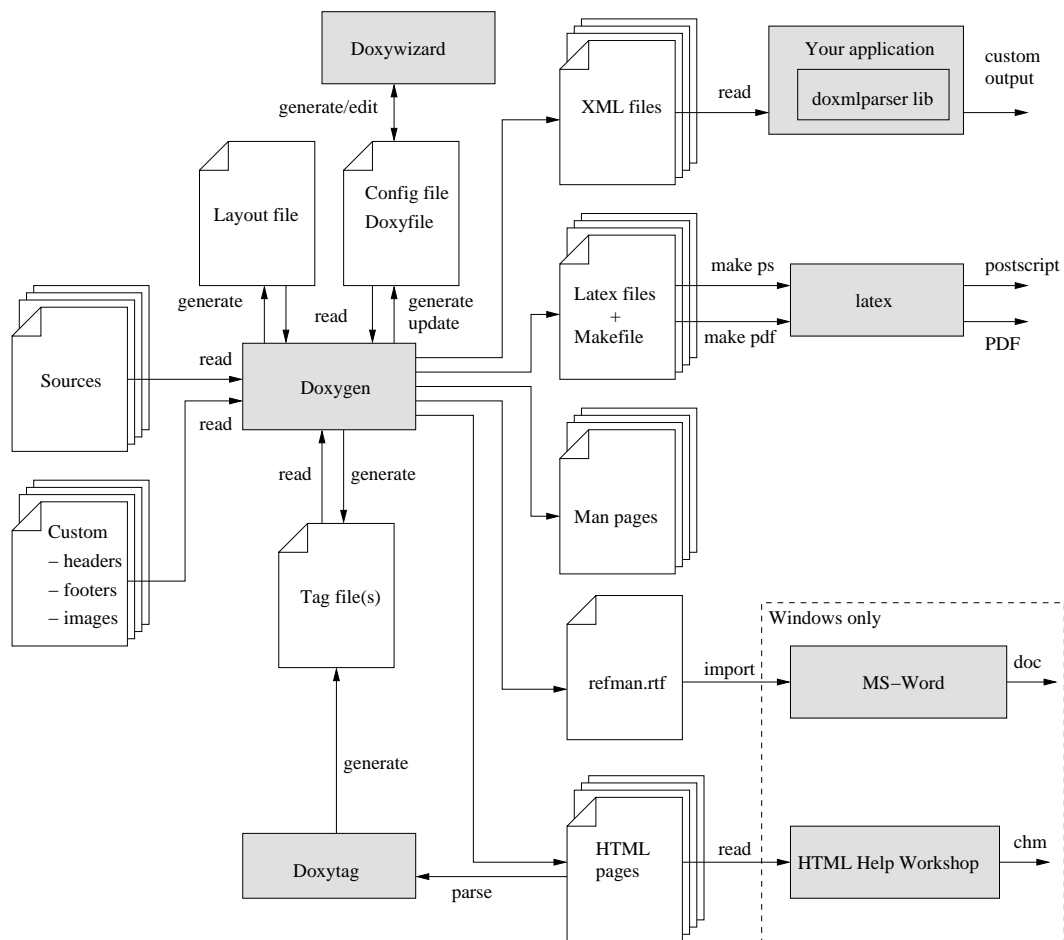 Doxywizard
Your application
custom
output
doxmlparser lib
read
XML files
generate/edit
Config file
Doxyfile
Layout file
make ps
postscript
Latex files
+
Makefile
latex
make pdf
PDF
generate
read
generate
update
read
Sources
Doxygen
read
read
generate
Man pages
Custom
– headers
– footers
– images
Tag file(s)
Windows only
import
doc
refman.rtf
MS–Word
generate
HTML
pages
read
HTML Help Workshop
chm
Doxytag
parse